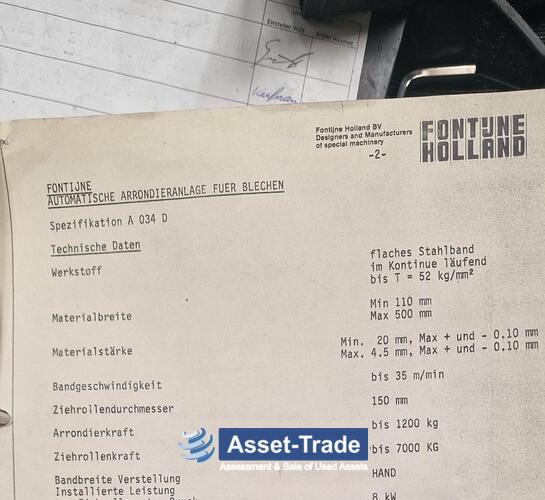 Einsteller WZB
Prüfer Ausmet
Fontijne Holland BV
Designers and Manufacturers
of special machinery
-2-
FONTIJNE
HOLLAND
FONTIJNE
AUTOMATISCHE ARRONDIERANLAGE FUER BLECHEN
Spezifikation A 034 D
Technische Daten
Werkstoff
flaches Stahlband
im Kontinue läufend
bis T = 52 kg/mm²
Materialbreite
Min 110 mm
Max 500 mm
Materialstärke
Min. 20 mm, Max + und - 0.10 mm
Max. 4.5 mm, Max + und - 0.10 mm
Bandgeschwindigkeit
bis 35 m/min
Ziehrollendurchmesser
150 mm
Arrondierkraft
bis 1200 kg
Ziehrollenkraft
bis 7000 KG
Asset-Trade
Assessment & Sale of Used Assets
Bandbreite Verstellung
HAND
Installierte Leistung
8 kW